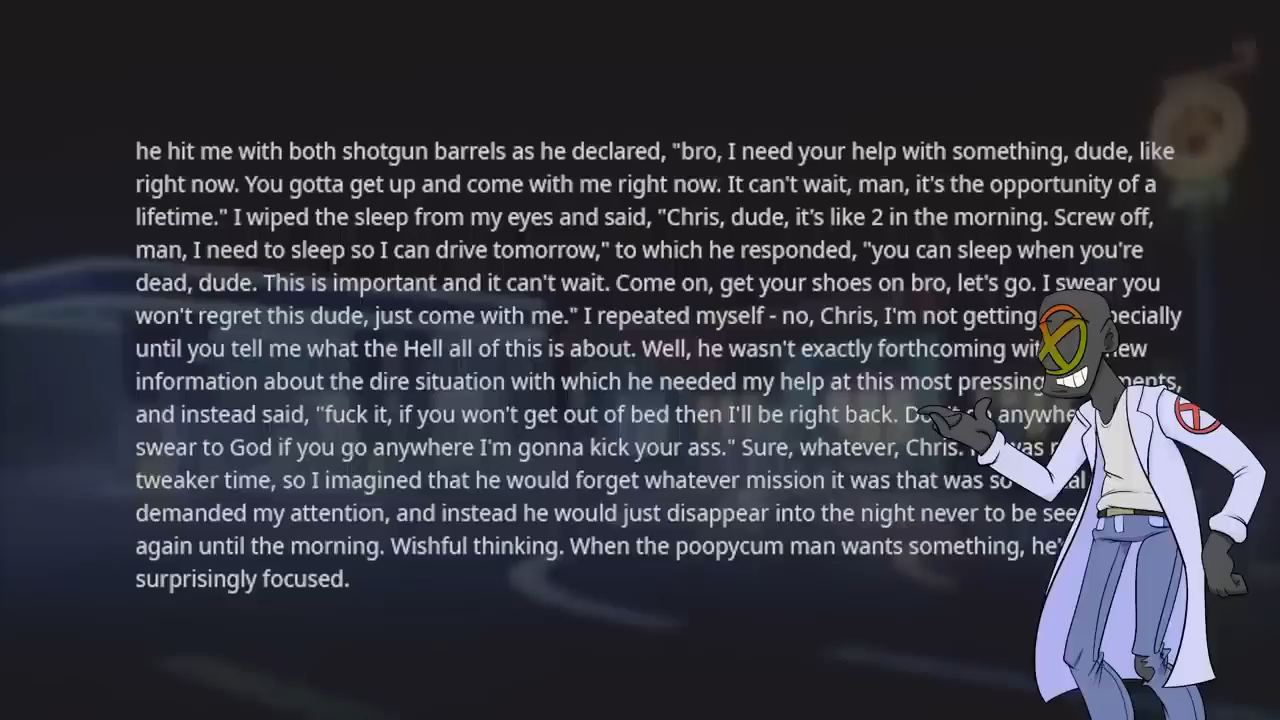 he hit me with both shotgun barrels as he declared, "bro, I need your help with something, dude, like
right now. You gotta get up and come with me right now. It can't wait, man, it's the opportunity of a
lifetime." I wiped the sleep from my eyes and said, "Chris, dude, it's like 2 in the morning. Screw off,
man, I need to sleep so I can drive tomorrow," to which he responded, "you can sleep when you're
dead, dude. This is important and it can't wait. Come on, get your shoes on bro, let's go. I swear you
won't regret this dude, just come with me." I repeated myself - no, Chris, I'm not getting
until you tell me what the Hell all of this is about. Well, he wasn't exactly forthcoming
information about the dire situation with which he needed my help at this most pressing
and instead said, "fuck it, if you won't get out of bed then I'll be right back.
swear to God if you go anywhere I'm gonna kick your ass." Sure, whatever, Chris.
tweaker time, so I imagined that he would forget whatever mission it was that was
demanded my attention, and instead he would just disappear into the night never to be
again until the morning. Wishful thinking. When the poopycum man wants something,
surprisingly focused.